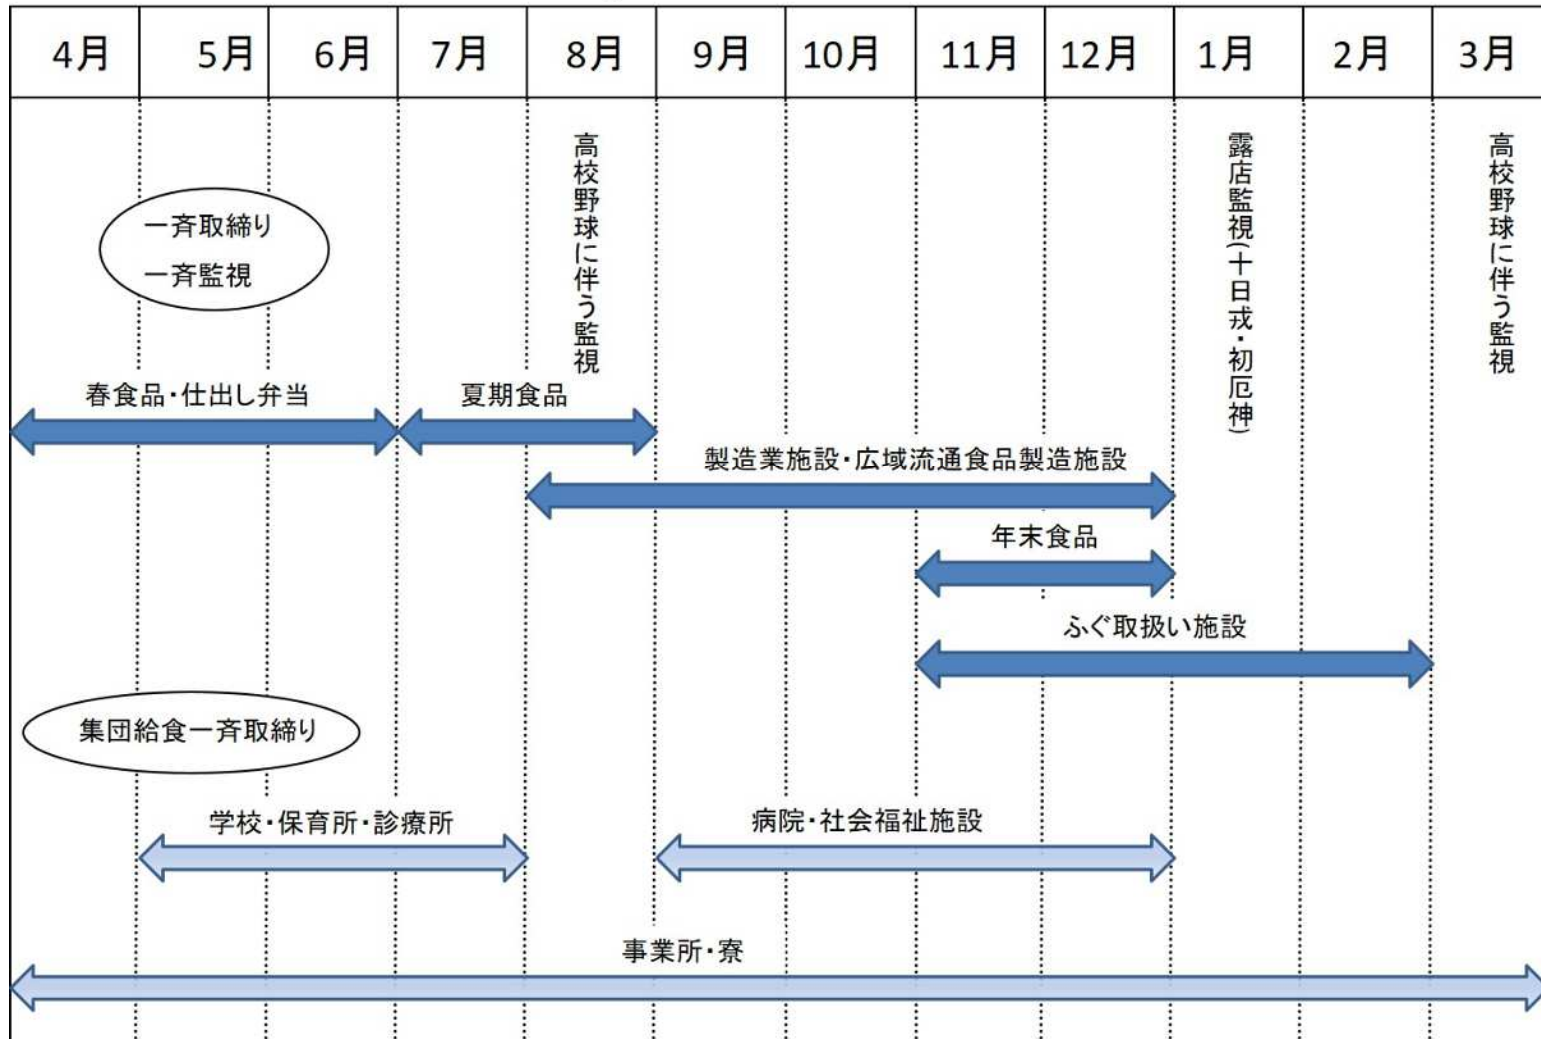 4月 5月 6月 7月 8月 9月 10月 11月 12月 1月 2月 3月
高校野球に伴う監視
露店監視(十日戎・初厄神)
高校野球に伴う監視
一斉取締り
一斉監視
春食品・仕出し弁当
夏期食品
製造業施設・広域流通食品製造施設
年末食品
ふぐ取扱い施設
集団給食一斉取締り
学校・保育所・診療所
病院・社会福祉施設
事業所・寮